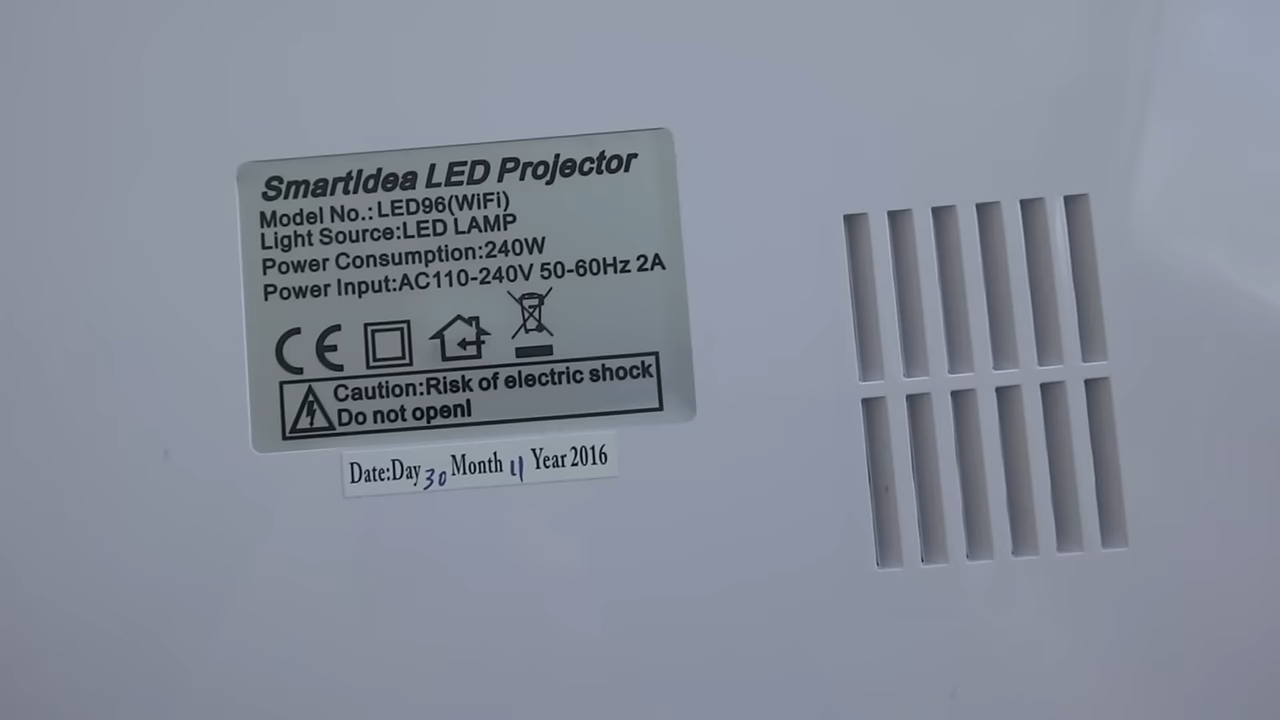 SmartIdea LED Projector
Model No.:LED96(WiFi)
Light Source:LED LAMP
Power Consumption:240W
Power Input:AC110-240V 50-60Hz 2A
CE
Caution:Risk of electric shock
Do not open!
Date:Day 30 Month 11 Year 2016